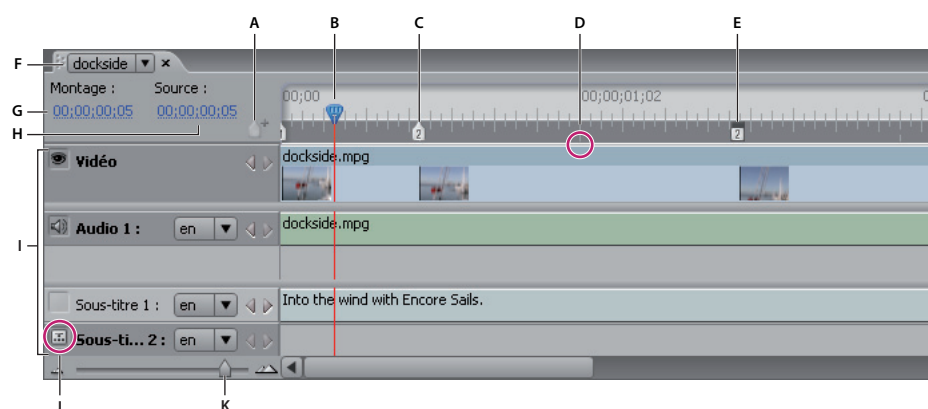 A B C D E
F dockside
Montage : Source :
G 00;00;00;05 00;00;00;05
00;00 00;00;01;02 0
H
2 2
Vidéo dockside.mpg
I Audio 1 : en dockside.mpg
Sous-titre 1 : en Into the wind with Encore Sails.
Sous-ti... 2 : en
J K